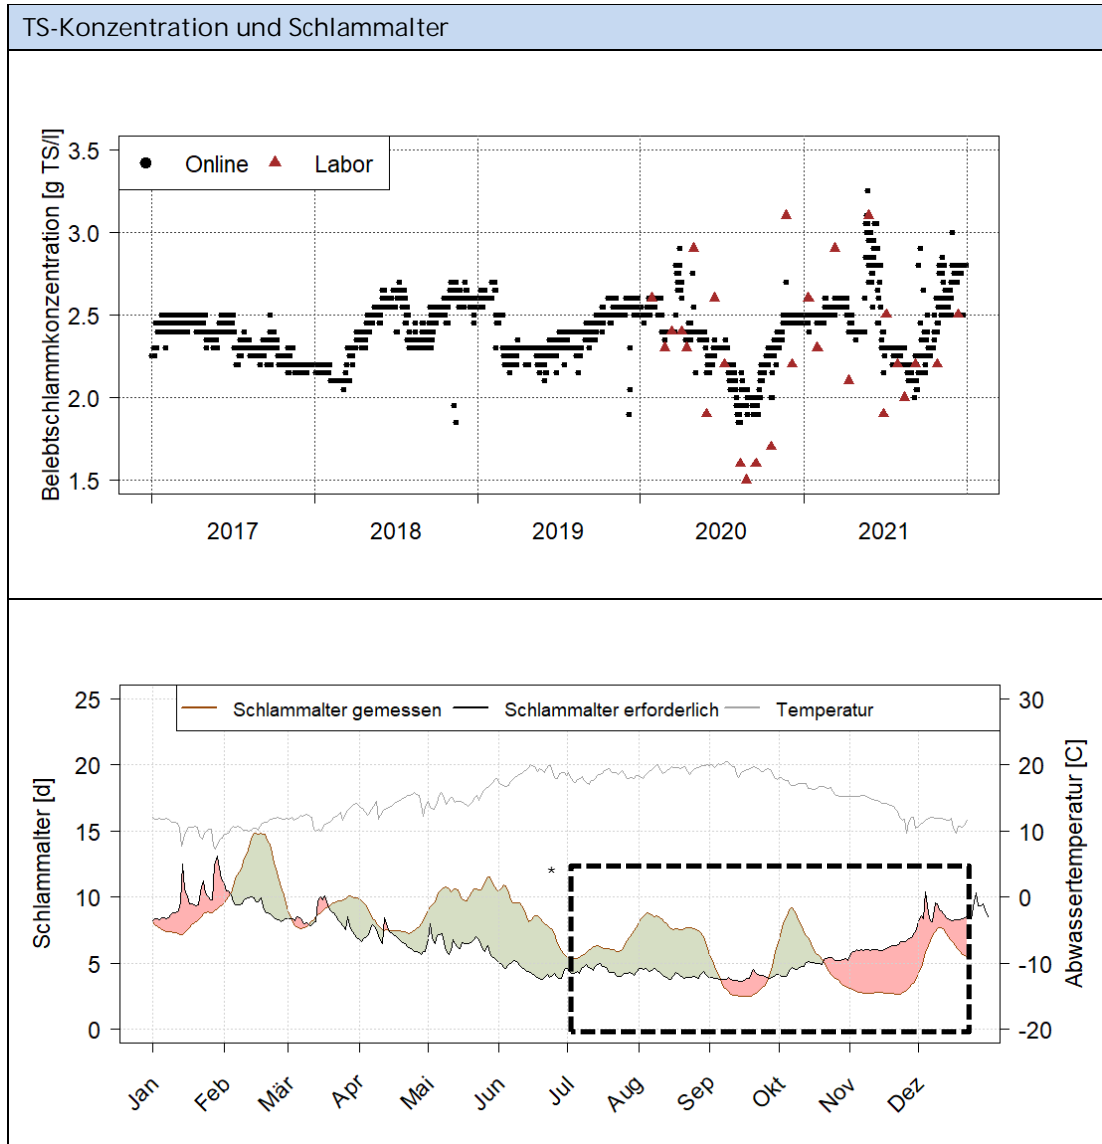 TS-Konzentration und Schlammalter
Belebtschlammkonzentration [g TS/l]
Online Labor
3.5
3.0
2.5
2.0
1.5
2017 2018 2019 2020 2021
Schlammalter [d]
Schlammalter gemessen Schlammalter erforderlich Temperatur
25 30
20 20
15 10
10 0
5 -10
0 -20
*
Abwassertemperatur [C]
Jan Feb Mär Apr Mai Jun Jul Aug Sep Okt Nov Dez